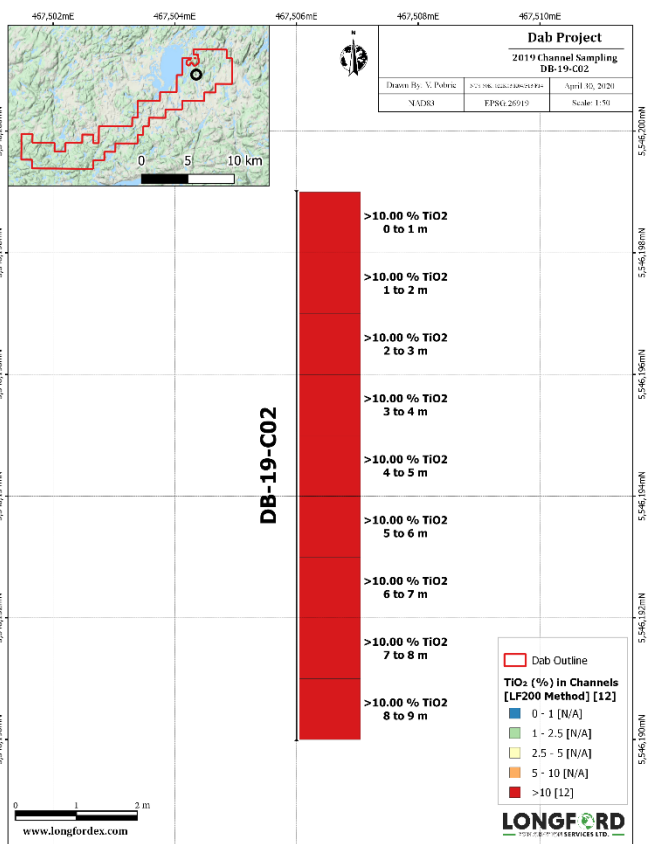 467,502mE 467,504mE 467,506mE 467,508mE 467,510mE
N
Dab Project
2019 Channel Sampling
DB-19-C02
Drawn By: V. Pobric
April 30, 2020
NAD83
EPSG:26919
Scale: 1:50
0 5 10 km
5,546,200mN
5,546,198mN
5,546,196mN
5,546,194mN
5,546,192mN
5,546,190mN
DB-19-C02
>10.00 % TiO2
0 to 1 m
>10.00 % TiO2
1 to 2 m
>10.00 % TiO2
2 to 3 m
>10.00 % TiO2
3 to 4 m
>10.00 % TiO2
4 to 5 m
>10.00 % TiO2
5 to 6 m
>10.00 % TiO2
6 to 7 m
>10.00 % TiO2
7 to 8 m
>10.00 % TiO2
8 to 9 m
Dab Outline
TiO₂ (%) in Channels
[LF200 Method] [12]
0 - 1 [N/A]
1 - 2.5 [N/A]
2.5 - 5 [N/A]
5 - 10 [N/A]
>10 [12]
0 1 2 m
www.longfordex.com
LONGFORD
SERVICES LTD.